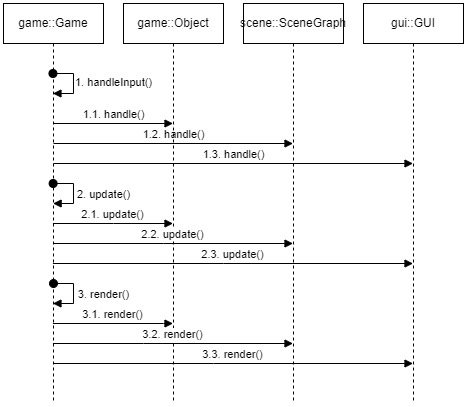 game::Game
game::Object
scene::SceneGraph
gui::GUI
1. handleInput()
1.1. handle()
1.2. handle()
1.3. handle()
2. update()
2.1. update()
2.2. update()
2.3. update()
3. render()
3.1. render()
3.2. render()
3.3. render()